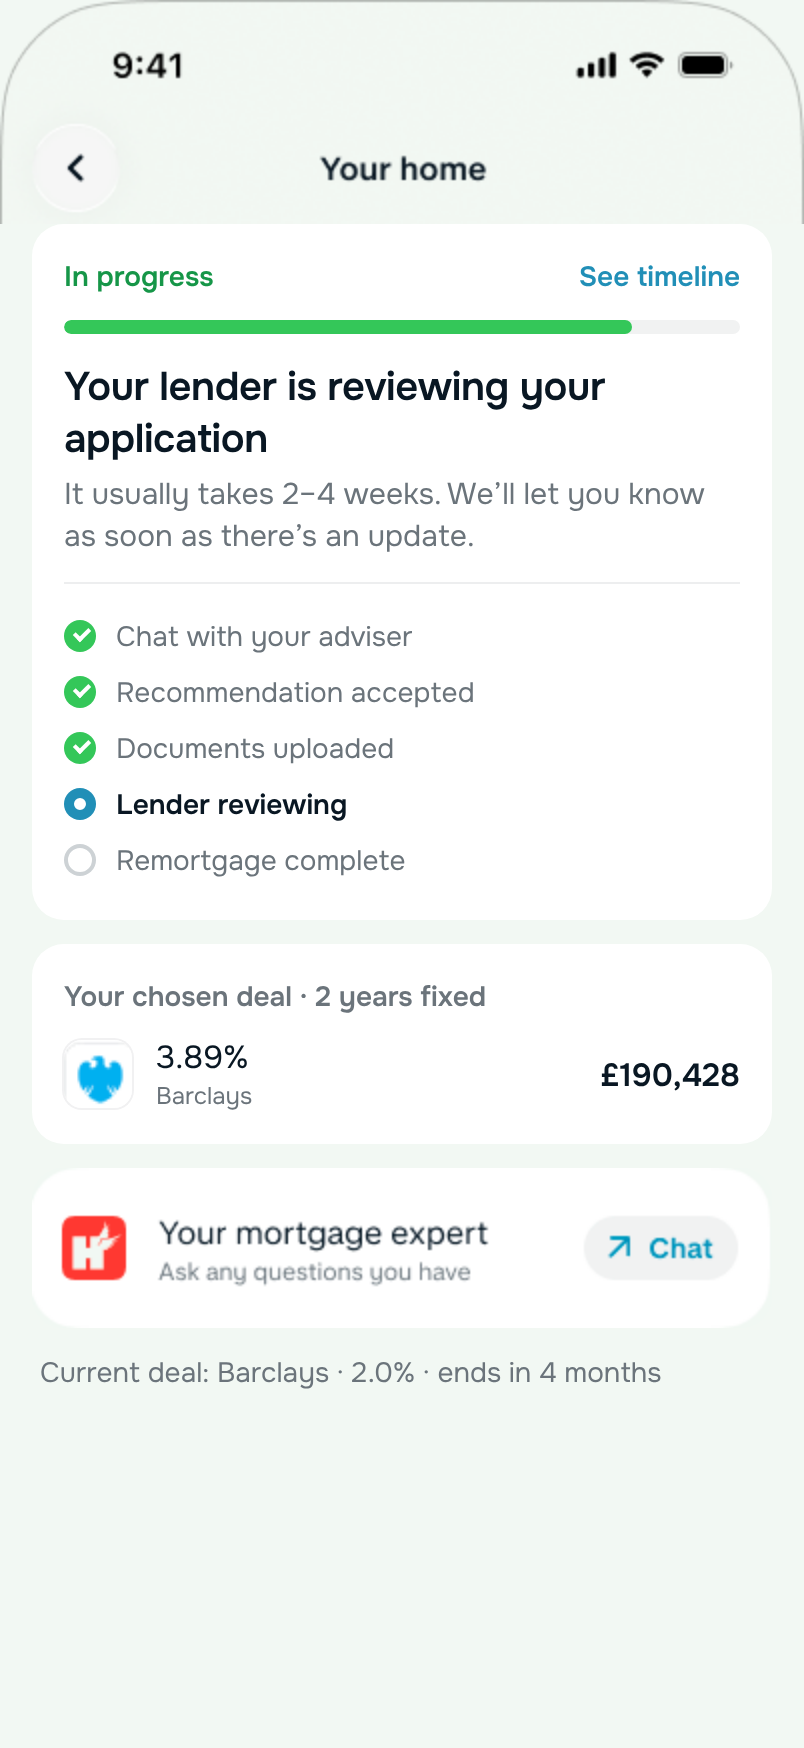 9:41
Your home
In progress
See timeline
Your lender is reviewing your
application
It usually takes 2–4 weeks. We’ll let you know
as soon as there’s an update.
Chat with your adviser
Recommendation accepted
Documents uploaded
Lender reviewing
Remortgage complete
Your chosen deal · 2 years fixed
3.89%
Barclays
£190,428
H
Your mortgage expert
Ask any questions you have
Chat
Current deal: Barclays · 2.0% · ends in 4 months